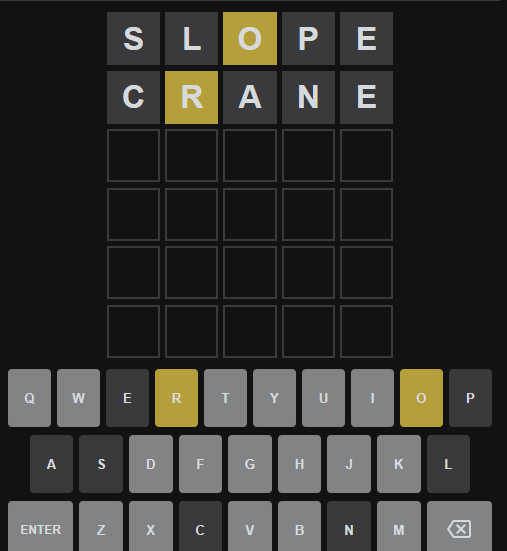 S L O P E
C R A N E
Q W E R T Y U I O P
A S D F G H J K L
ENTER Z X C V B N M